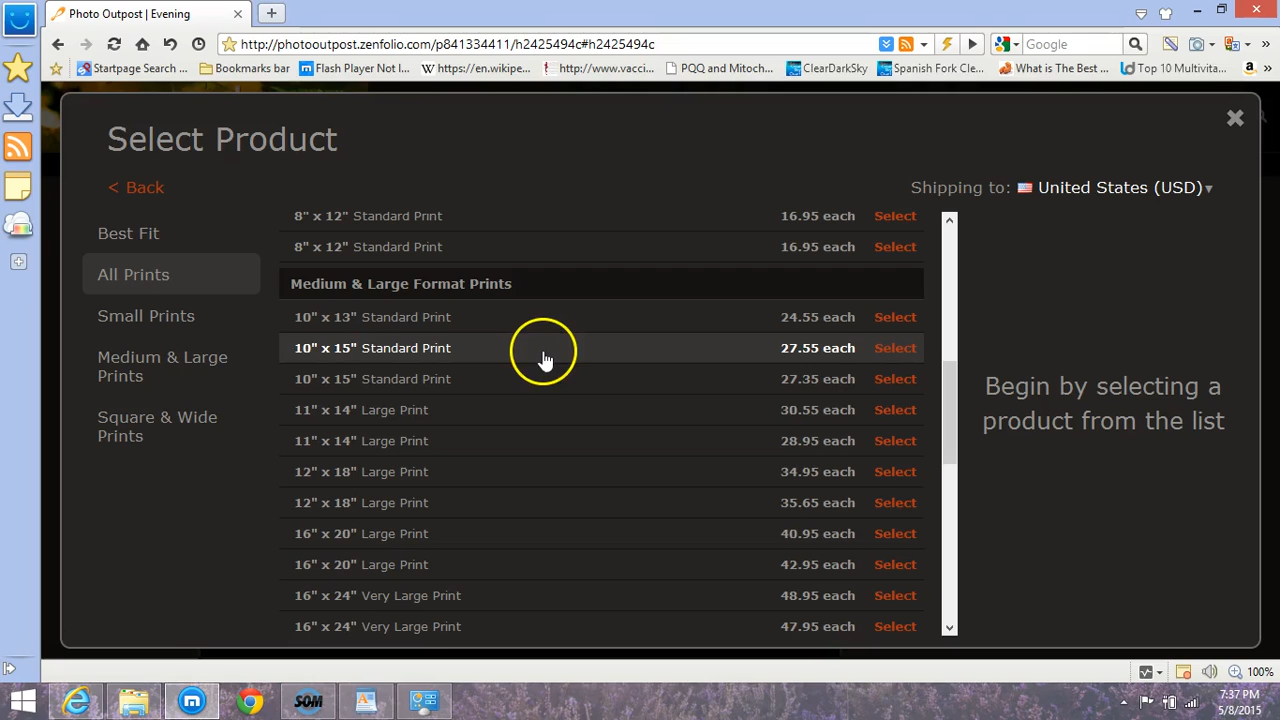 Photo Outpost | Evening
http://photooutpost.zenfolio.com/p841334411/h2425494c#h2425494c
Google
Startpage Search ...
Bookmarks bar
Flash Player Not I...
https://en.wikipe...
http://www.vacci...
PQQ and Mitoch...
ClearDarkSky
Spanish Fork Cle...
What is The Best ...
Top 10 Multivita...
Select Product
< Back
Shipping to: United States (USD)
Best Fit
All Prints
Small Prints
Medium & Large
Prints
Square & Wide
Prints
8" x 12" Standard Print 16.95 each Select
8" x 12" Standard Print 16.95 each Select
Medium & Large Format Prints
10" x 13" Standard Print 24.55 each Select
10" x 15" Standard Print 27.55 each Select
10" x 15" Standard Print 27.35 each Select
11" x 14" Large Print 30.55 each Select
11" x 14" Large Print 28.95 each Select
12" x 18" Large Print 34.95 each Select
12" x 18" Large Print 35.65 each Select
16" x 20" Large Print 40.95 each Select
16" x 20" Large Print 42.95 each Select
16" x 24" Very Large Print 48.95 each Select
16" x 24" Very Large Print 47.95 each Select
Begin by selecting a
product from the list
100%
SOM
7:37 PM
5/8/2015